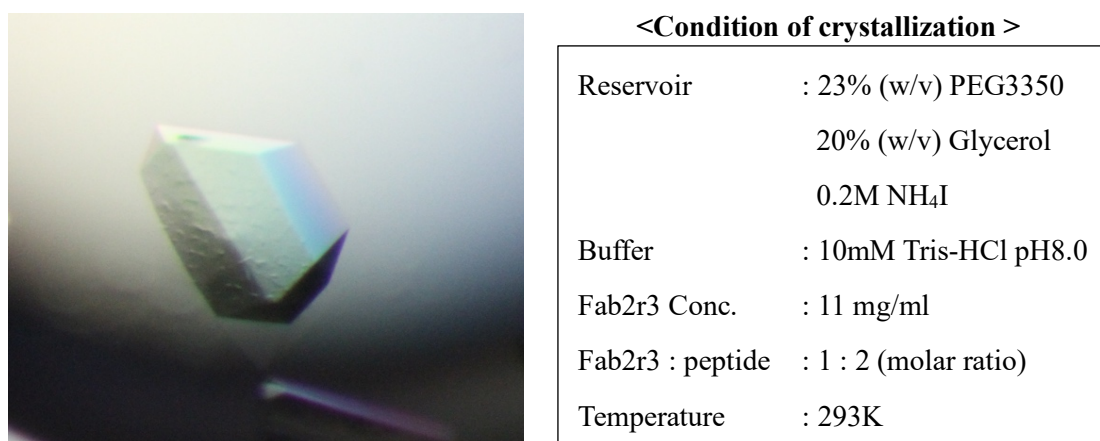 <Condition of crystallization >
Reservoir : 23% (w/v) PEG3350
20% (w/v) Glycerol
0.2M NH₄I
Buffer : 10mM Tris-HCl pH8.0
Fab2r3 Conc. : 11 mg/ml
Fab2r3 : peptide : 1 : 2 (molar ratio)
Temperature : 293K